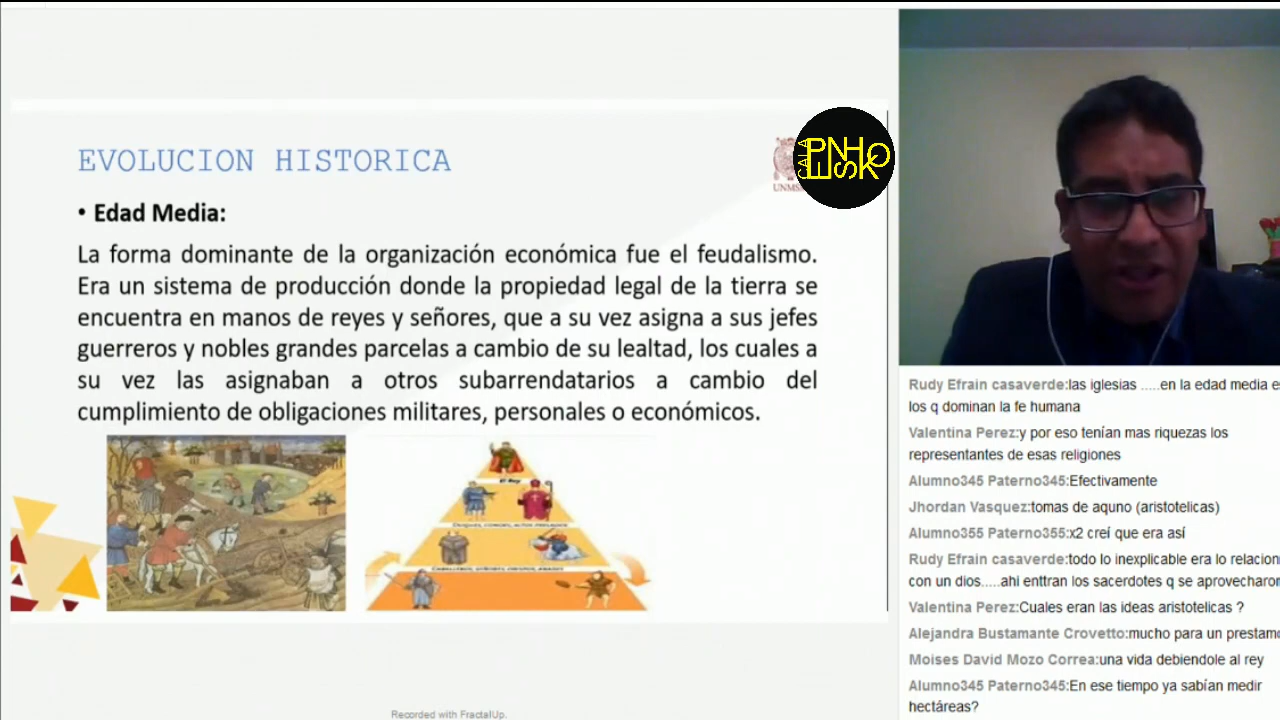 EVOLUCION HISTORICA
UNMS
CALA
PNHO
ESK
• Edad Media:
La forma dominante de la organización económica fue el feudalismo.
Era un sistema de producción donde la propiedad legal de la tierra se
encuentra en manos de reyes y señores, que a su vez asigna a sus jefes
guerreros y nobles grandes parcelas a cambio de su lealtad, los cuales a
su vez las asignaban a otros subarrendatarios a cambio del
cumplimiento de obligaciones militares, personales o económicos.
El Rey
Recorded with FractalUp.
Rudy Efrain casaverde:las iglesias .....en la edad media e
los q dominan la fe humana
Valentina Perez:y por eso tenían mas riquezas los
representantes de esas religiones
Alumno345 Paterno345:Efectivamente
Jhordan Vasquez:tomas de aquno (aristotelicas)
Alumno355 Paterno355:x2 creí que era así
Rudy Efrain casaverde:todo lo inexplicable era lo relacion
con un dios.....ahi enttran los sacerdotes q se aprovecharon
Valentina Perez:Cuales eran las ideas aristotelicas ?
Alejandra Bustamante Crovetto:mucho para un prestamo
Moises David Mozo Correa:una vida debiendole al rey
Alumno345 Paterno345:En ese tiempo ya sabían medir
hectáreas?